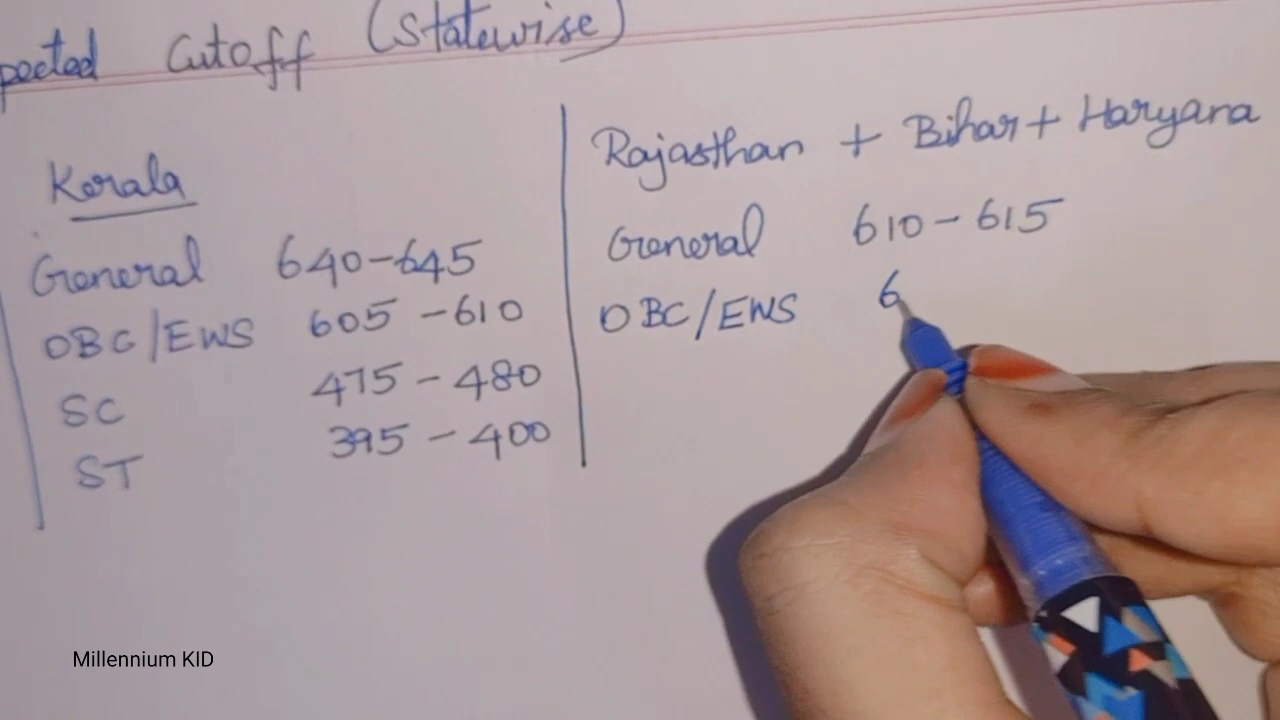 pected Cutoff (Statewise)
Kerala
General 640-645
OBC/EWS 605-610
SC 475-480
ST 395-400
Rajasthan + Bihar + Haryana
General 610-615
OBC/EWS 6
Millennium KID